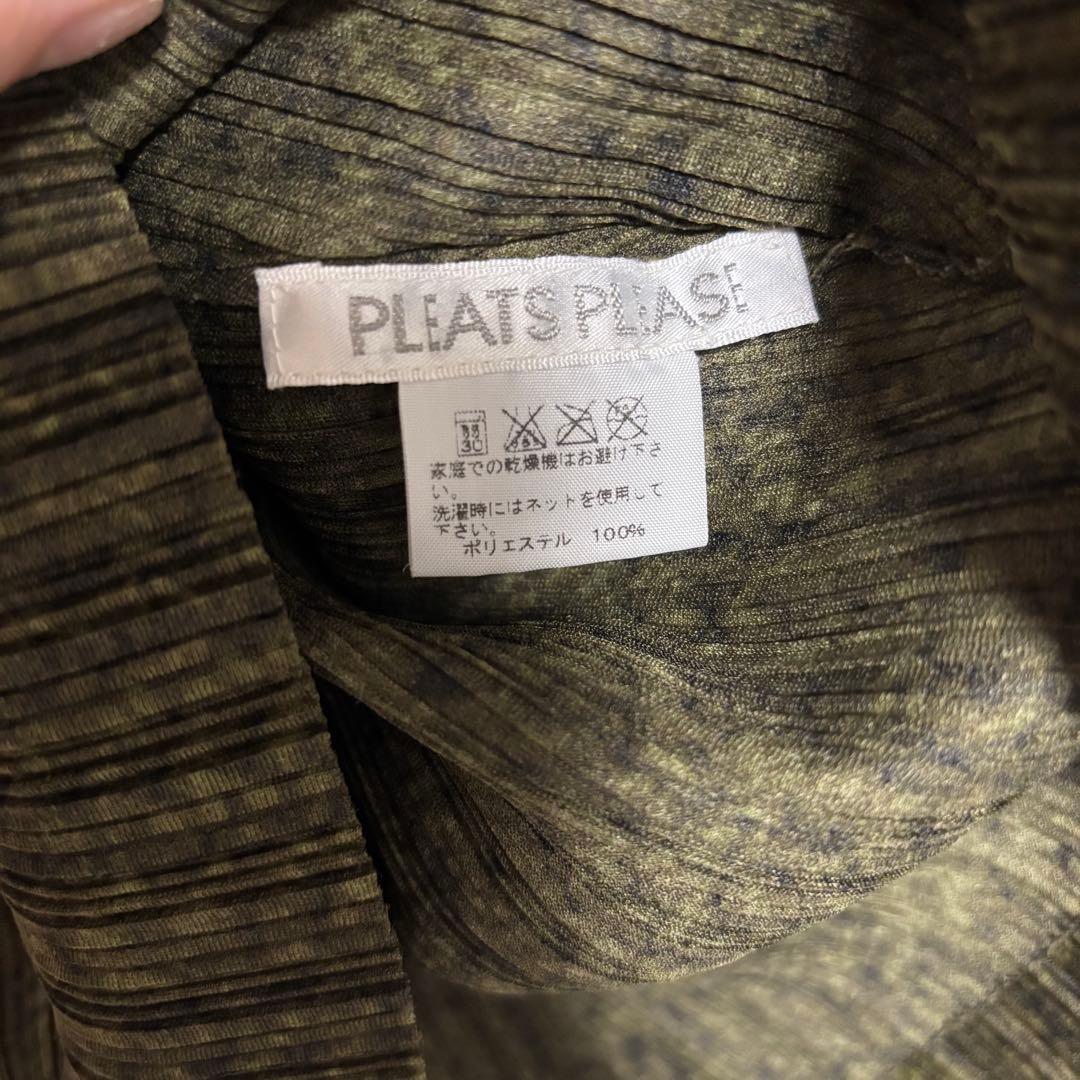 PLEATS PLEASE
弱
30
家庭での乾燥機はお避け下さ
い。
洗濯時にはネットを使用して
下さい。
ポリエステル 100%